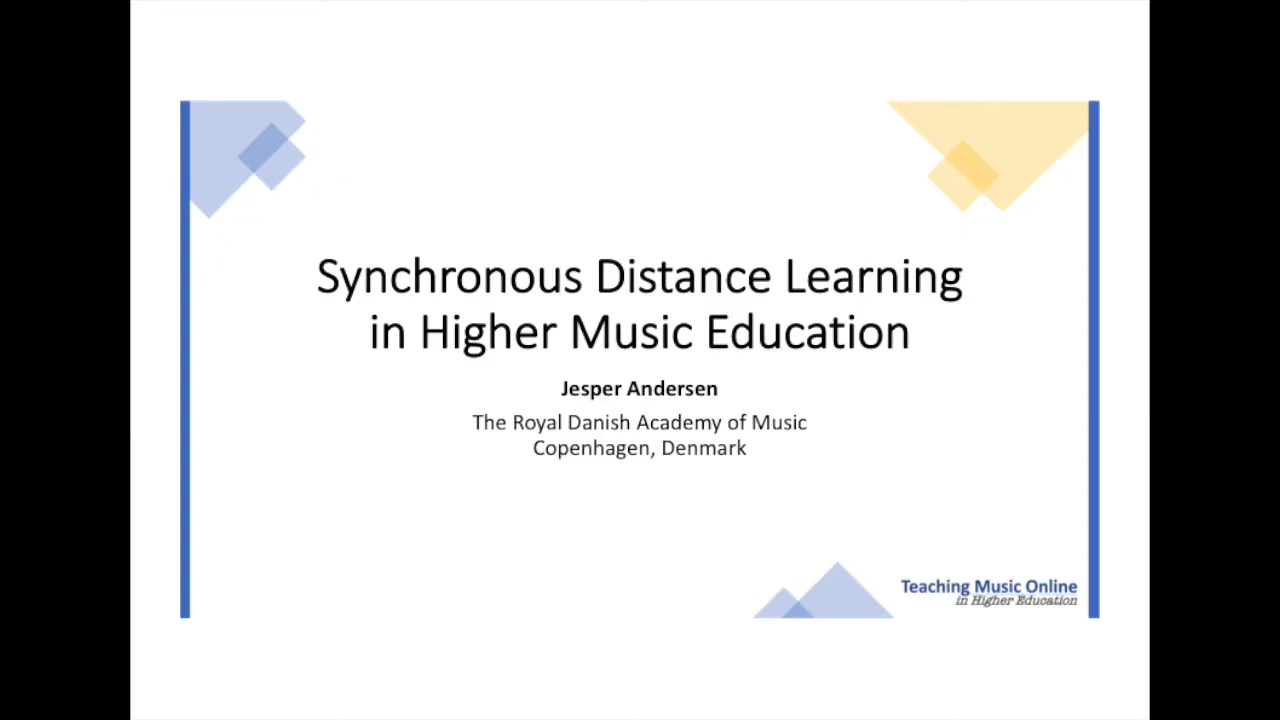 Synchronous Distance Learning
in Higher Music Education
Jesper Andersen
The Royal Danish Academy of Music
Copenhagen, Denmark
Teaching Music Online
in Higher Education